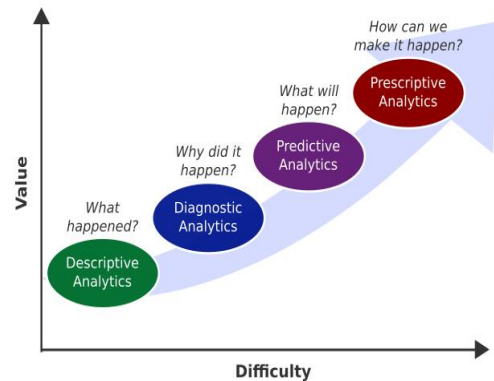 How can we
make it happen?
Prescriptive
Analytics
What will
happen?
Predictive
Analytics
Why did it
happen?
Diagnostic
Analytics
What
happened?
Descriptive
Analytics
Value
Difficulty